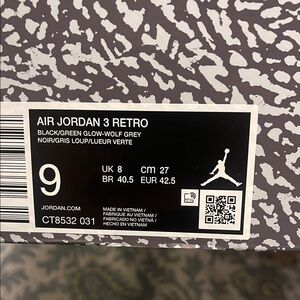 AIR JORDAN 3 RETRO
BLACK/GREEN GLOW-WOLF GREY
NOIR/GRIS LOUP/LUEUR VERTE
9
UK 8 cm 27
BR 40.5 EUR 42.5
JORDAN.COM
CT8532 031
MADE IN VIETNAM /
FABRIQUÉ AU VIETNAM /
FABRICADO NO VIETNÃ /
HECHO EN VIETNAM